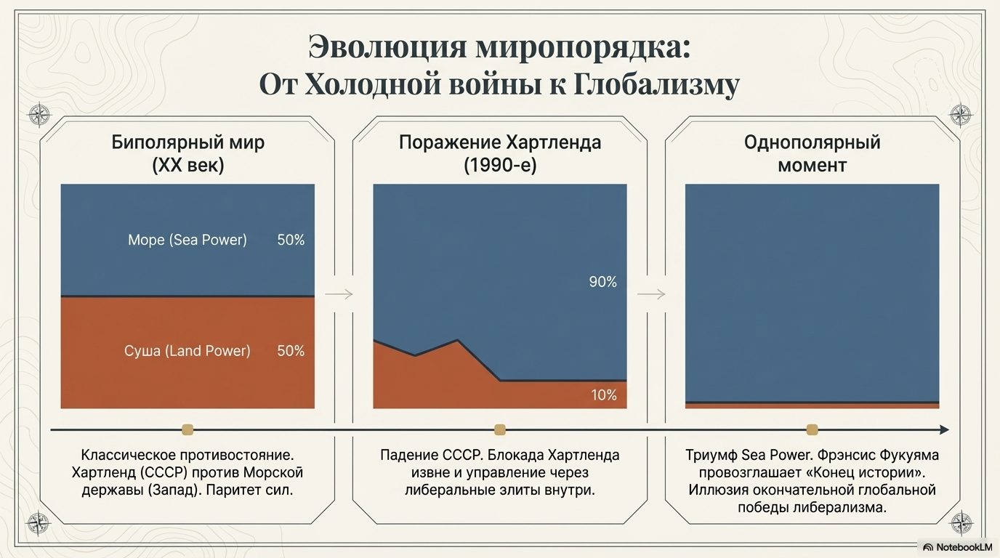 Эволюция миропорядка:
От Холодной войны к Глобализму
Биполярный мир
(XX век)
Море (Sea Power) 50%
Суша (Land Power) 50%
Классическое противостояние.
Хартленд (СССР) против Морской
державы (Запад). Паритет сил.
Поражение Хартленда
(1990-е)
90%
10%
Падение СССР. Блокада Хартленда
извне и управление через
либеральные элиты внутри.
Однополярный
момент
Триумф Sea Power. Фрэнсис Фукуяма
провозглашает «Конец истории».
Иллюзия окончательной глобальной
победы либерализма.
NotebookLM